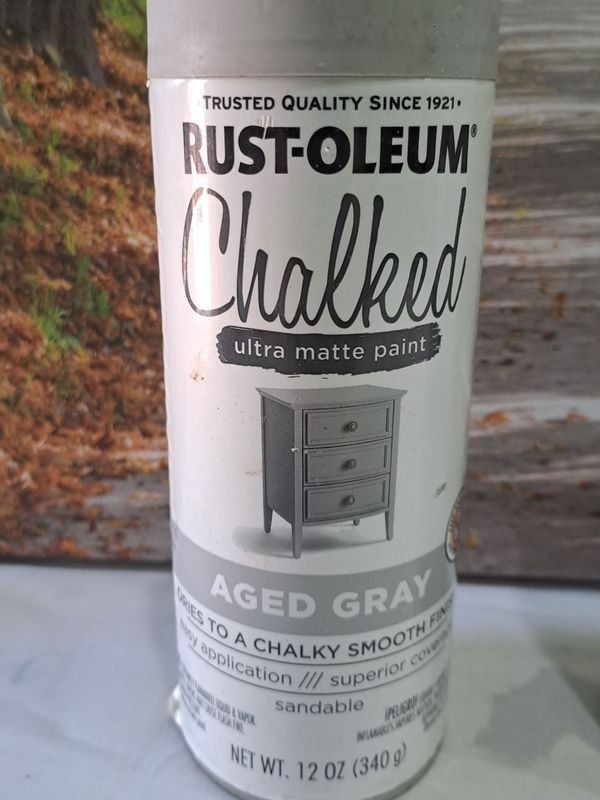 •TRUSTED QUALITY SINCE 1921•
RUST-OLEUM®
Chalked
ultra matte paint
AGED GRAY
DRIES TO A CHALKY SMOOTH
easy application /// superior
sandable
NET WT. 12 OZ (340 g)